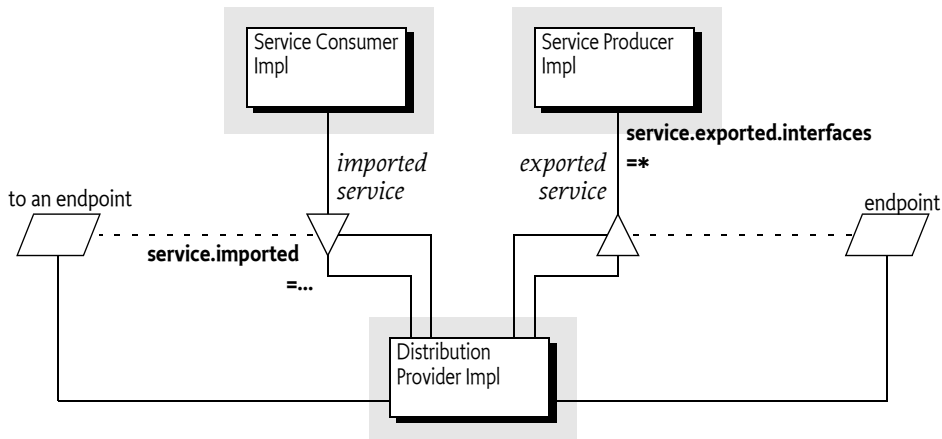 Service Consumer
Impl
Service Producer
Impl
service.exported.interfaces
=*
imported
service
exported
service
to an endpoint
endpoint
service.imported
=...
Distribution
Provider Impl